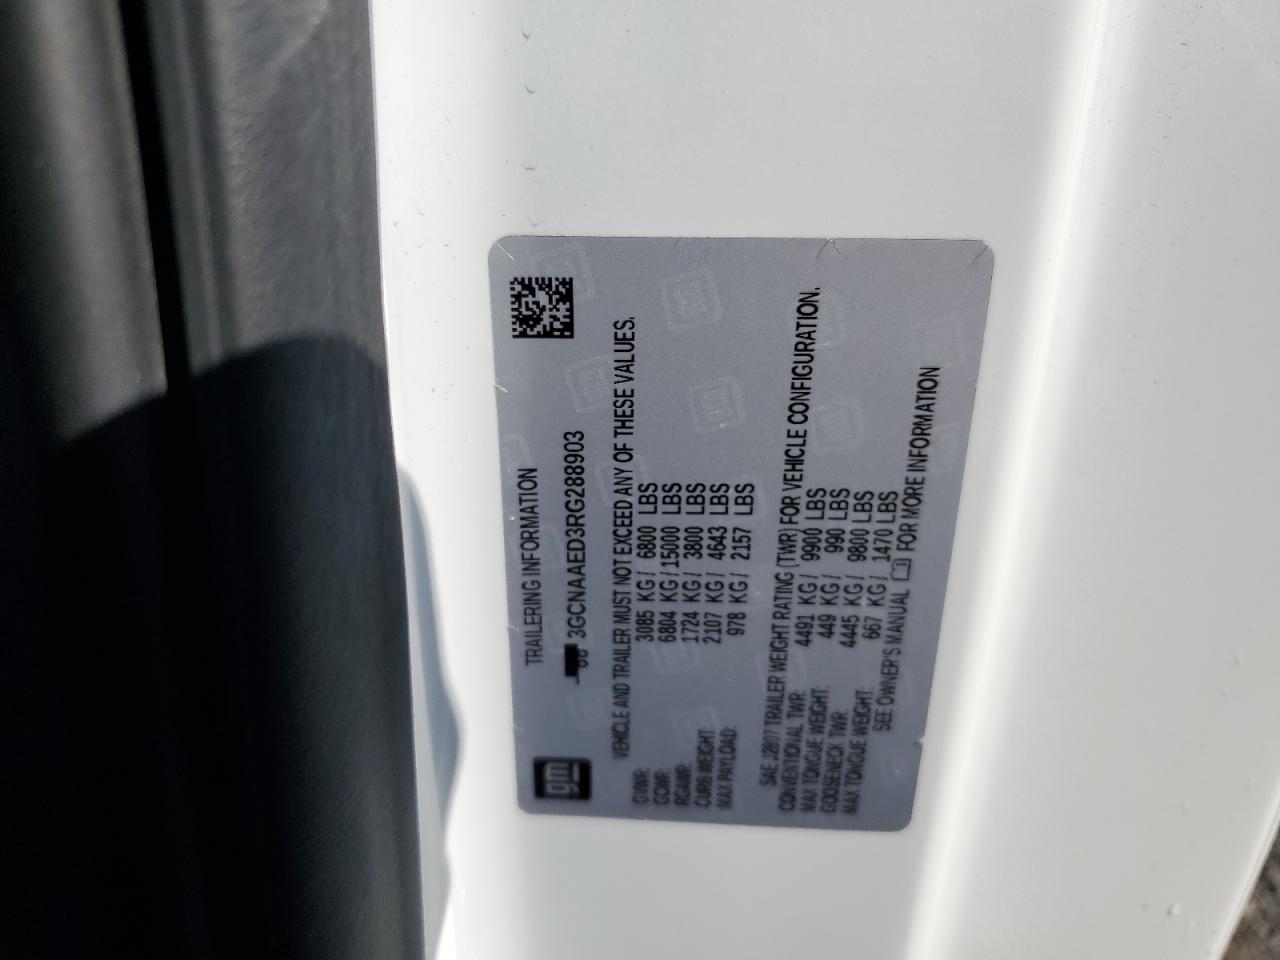 gm
TRAILERING INFORMATION
3GCNAAED3RG288903
VEHICLE AND TRAILER MUST NOT EXCEED ANY OF THESE VALUES.
GVWR: 3085 KG / 6800 LBS
GCWR: 6804 KG / 15000 LBS
RGAWR: 1724 KG / 3800 LBS
CURB WEIGHT: 2107 KG / 4643 LBS
MAX PAYLOAD: 978 KG / 2157 LBS
SAE J2807 TRAILER WEIGHT RATING (TWR) FOR VEHICLE CONFIGURATION.
CONVENTIONAL TWR: 4491 KG / 9900 LBS
MAX TONGUE WEIGHT: 449 KG / 990 LBS
GOOSENECK TWR: 4445 KG / 9800 LBS
MAX TONGUE WEIGHT: 667 KG / 1470 LBS
SEE OWNER'S MANUAL FOR MORE INFORMATION